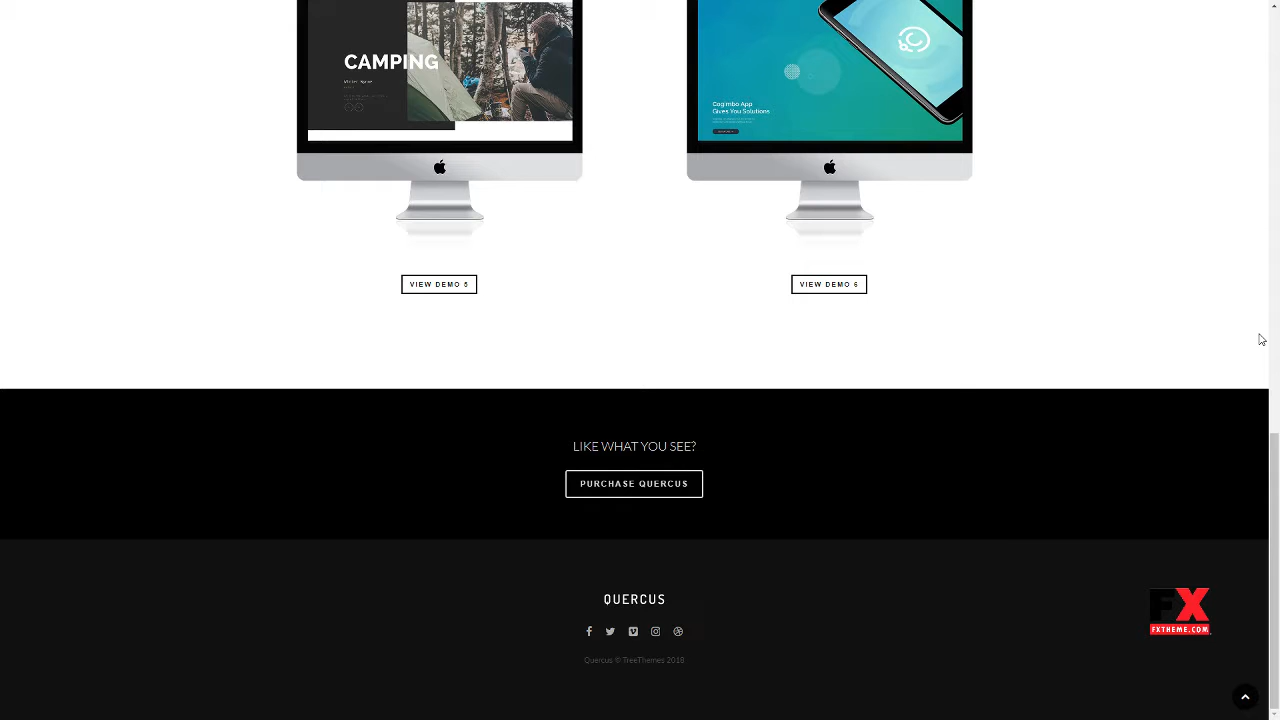 CAMPING
Cogimbo App
Gives You Solutions
VIEW DEMO 5
VIEW DEMO 6
LIKE WHAT YOU SEE?
PURCHASE QUERCUS
QUERCUS
FX
FXTHEME.COM
Quercus © TreeThemes 2018